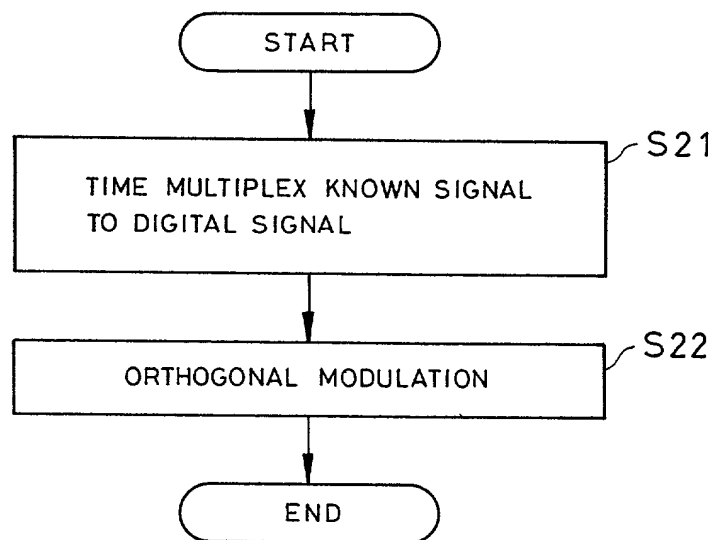 START
S21
TIME MULTIPLEX KNOWN SIGNAL
TO DIGITAL SIGNAL
S22
ORTHOGONAL MODULATION
END